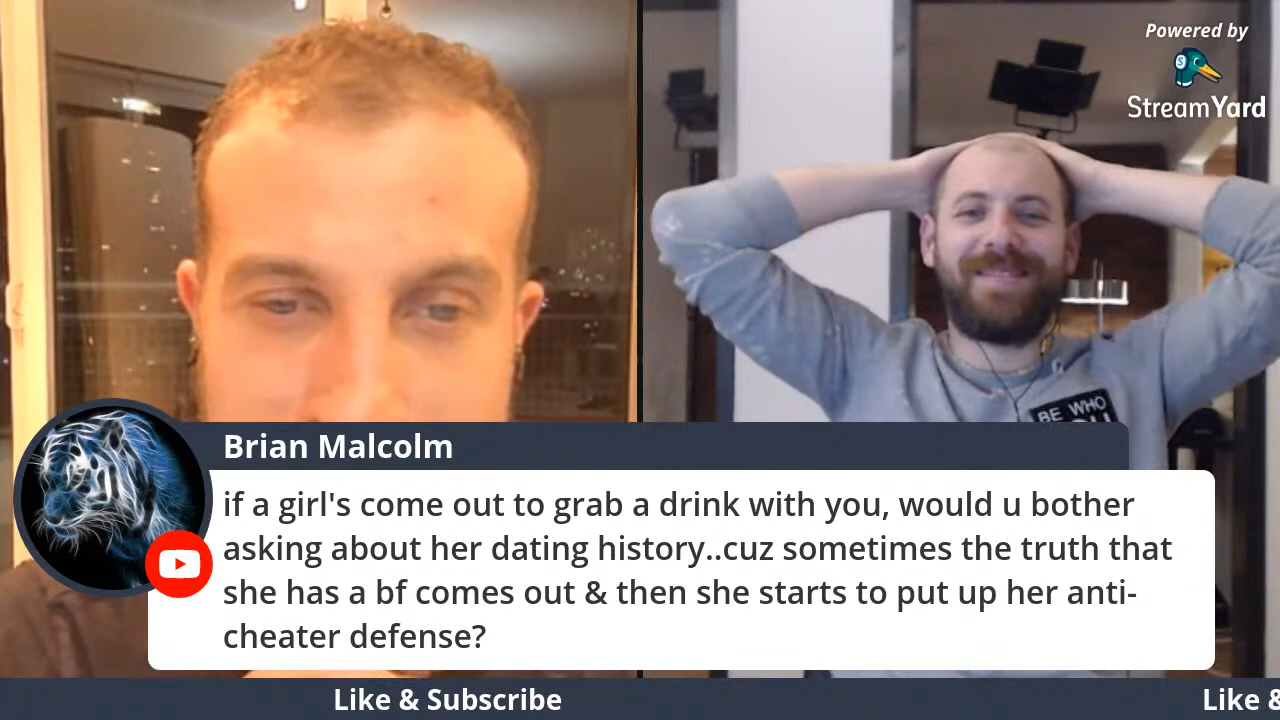 Powered by
StreamYard
BE WHO
Brian Malcolm
if a girl's come out to grab a drink with you, would u bother
asking about her dating history..cuz sometimes the truth that
she has a bf comes out & then she starts to put up her anti-
cheater defense?
Like & Subscribe
Like &